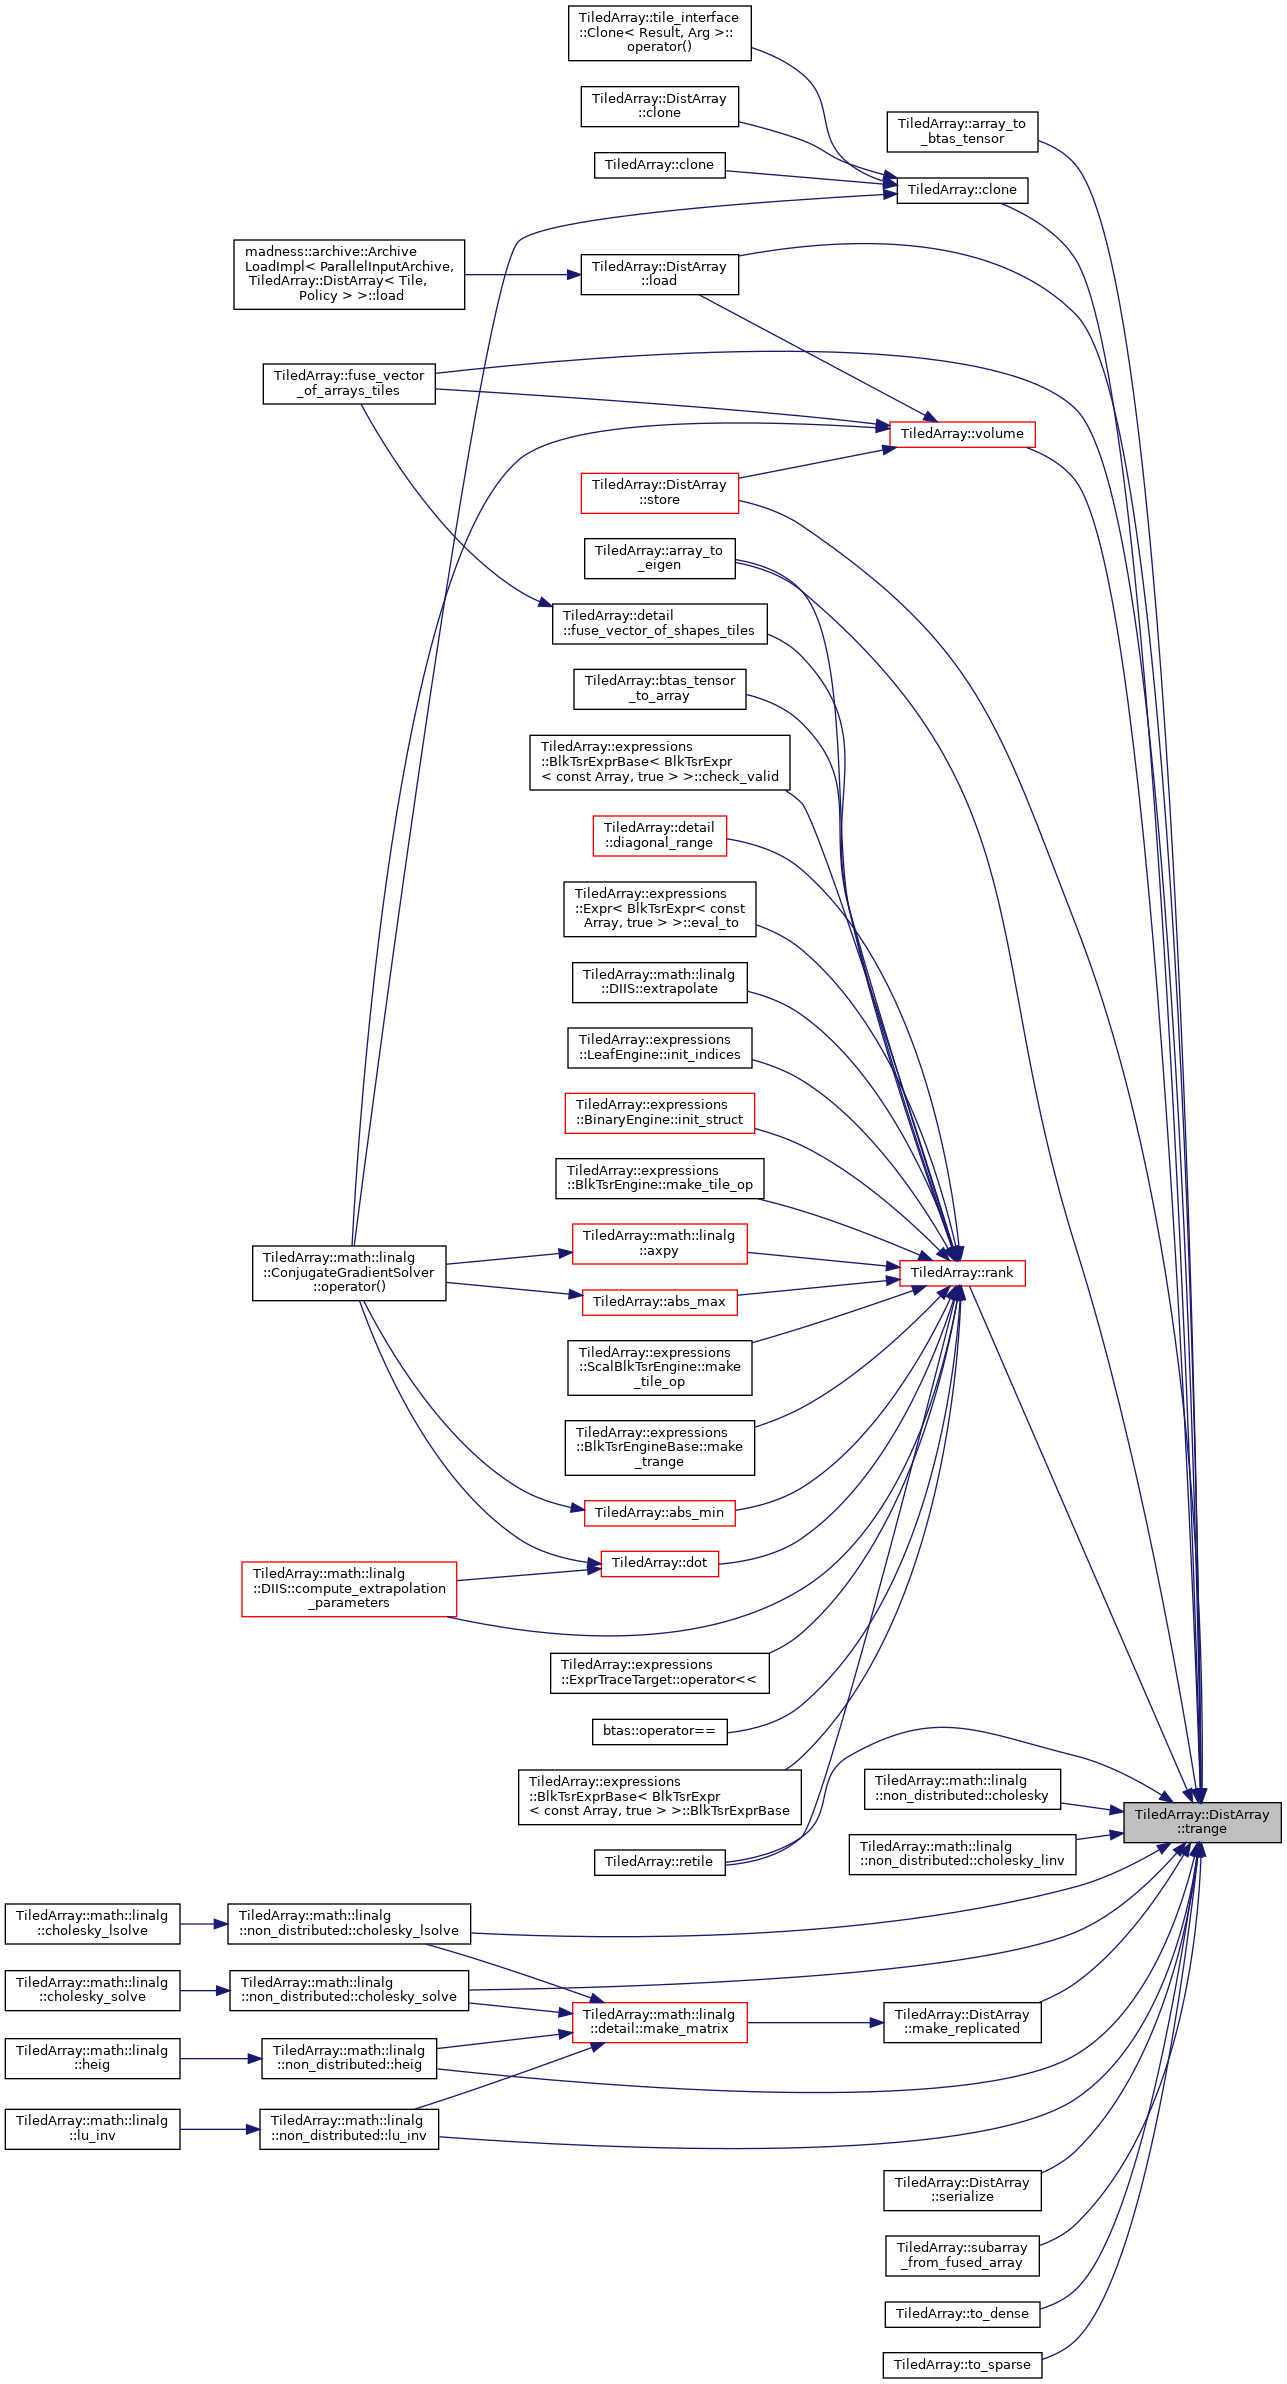 TiledArray::tile_interface
::Clone< Result, Arg >::
operator()
TiledArray::DistArray
::clone
TiledArray::array_to
_btas_tensor
TiledArray::clone
TiledArray::clone
madness::archive::Archive
LoadImpl< ParallelInputArchive,
TiledArray::DistArray< Tile,
Policy > >::load
TiledArray::DistArray
::load
TiledArray::fuse_vector
_of_arrays_tiles
TiledArray::volume
TiledArray::DistArray
::store
TiledArray::array_to
_eigen
TiledArray::detail
::fuse_vector_of_shapes_tiles
TiledArray::btas_tensor
_to_array
TiledArray::expressions
::BlkTsrExprBase< BlkTsrExpr
< const Array, true > >::check_valid
TiledArray::detail
::diagonal_range
TiledArray::expressions
::Expr< BlkTsrExpr< const
Array, true > >::eval_to
TiledArray::math::linalg
::DIIS::extrapolate
TiledArray::expressions
::LeafEngine::init_indices
TiledArray::expressions
::BinaryEngine::init_struct
TiledArray::expressions
::BlkTsrEngine::make_tile_op
TiledArray::math::linalg
::axpy
TiledArray::math::linalg
::ConjugateGradientSolver
::operator()
TiledArray::rank
TiledArray::abs_max
TiledArray::expressions
::ScalBlkTsrEngine::make
_tile_op
TiledArray::expressions
::BlkTsrEngineBase::make
_trange
TiledArray::abs_min
TiledArray::dot
TiledArray::math::linalg
::DIIS::compute_extrapolation
_parameters
TiledArray::expressions
::ExprTraceTarget::operator<<
btas::operator==
TiledArray::expressions
::BlkTsrExprBase< BlkTsrExpr
< const Array, true > >::BlkTsrExprBase
TiledArray::math::linalg
::non_distributed::cholesky
TiledArray::DistArray
::trange
TiledArray::math::linalg
::non_distributed::cholesky_linv
TiledArray::retile
TiledArray::math::linalg
::cholesky_lsolve
TiledArray::math::linalg
::non_distributed::cholesky_lsolve
TiledArray::math::linalg
::cholesky_solve
TiledArray::math::linalg
::non_distributed::cholesky_solve
TiledArray::math::linalg
::detail::make_matrix
TiledArray::DistArray
::make_replicated
TiledArray::math::linalg
::heig
TiledArray::math::linalg
::non_distributed::heig
TiledArray::math::linalg
::lu_inv
TiledArray::math::linalg
::non_distributed::lu_inv
TiledArray::DistArray
::serialize
TiledArray::subarray
_from_fused_array
TiledArray::to_dense
TiledArray::to_sparse